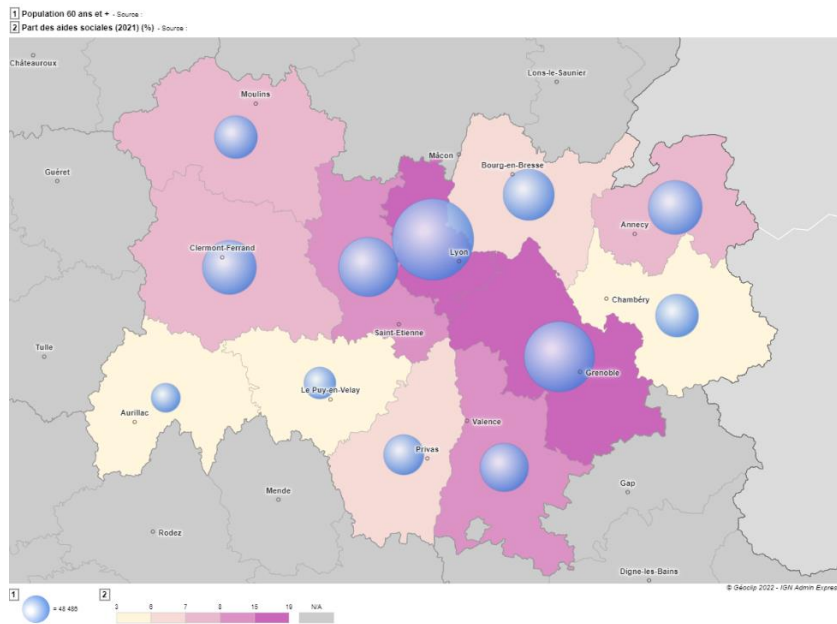 1 Population 60 ans et + - Source :
2 Part des aides sociales (2021) (%) - Source :
Châteauroux
Lons-le-Saunier
Moulins
Mâcon
Bourg-en-Bresse
Guéret
Annecy
Clermont-Ferrand
Lyon
Chambéry
Saint-Etienne
Tulle
Grenoble
Le Puy-en-Velay
Aurillac
Valence
Privas
Gap
Mende
Rodez
Digne-les-Bains
© Géoclip 2022 - IGN Admin Expres
1
2
= 48 485
3 6 7 8 15 19 N/A